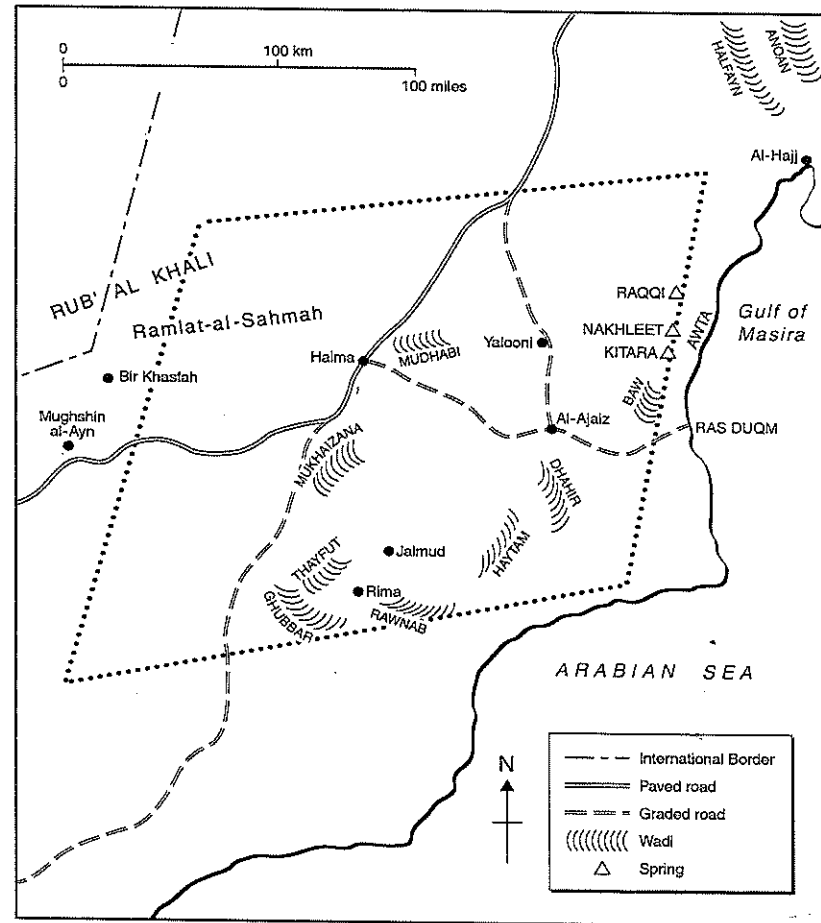 0 100 km
0 100 miles
HALFAYN
ANOAN
Al-Hajj
RUB' AL KHALI
Ramlat-al-Sahmah
RAQQI
Gulf of
Masira
NAKHLEET
AWTA
KITARA
Yalooni
Haima
MUDHABI
Bir Khasfah
Mughshin
al-Ayn
BAW
Al-Ajaiz
RAS DUQM
MUKHAIZANA
DHAHIR
HAYTAM
Jalmud
THAYFUT
Rima
GHUBBAR
RAWNAB
ARABIAN SEA
N
International Border
Paved road
Graded road
Wadi
Spring